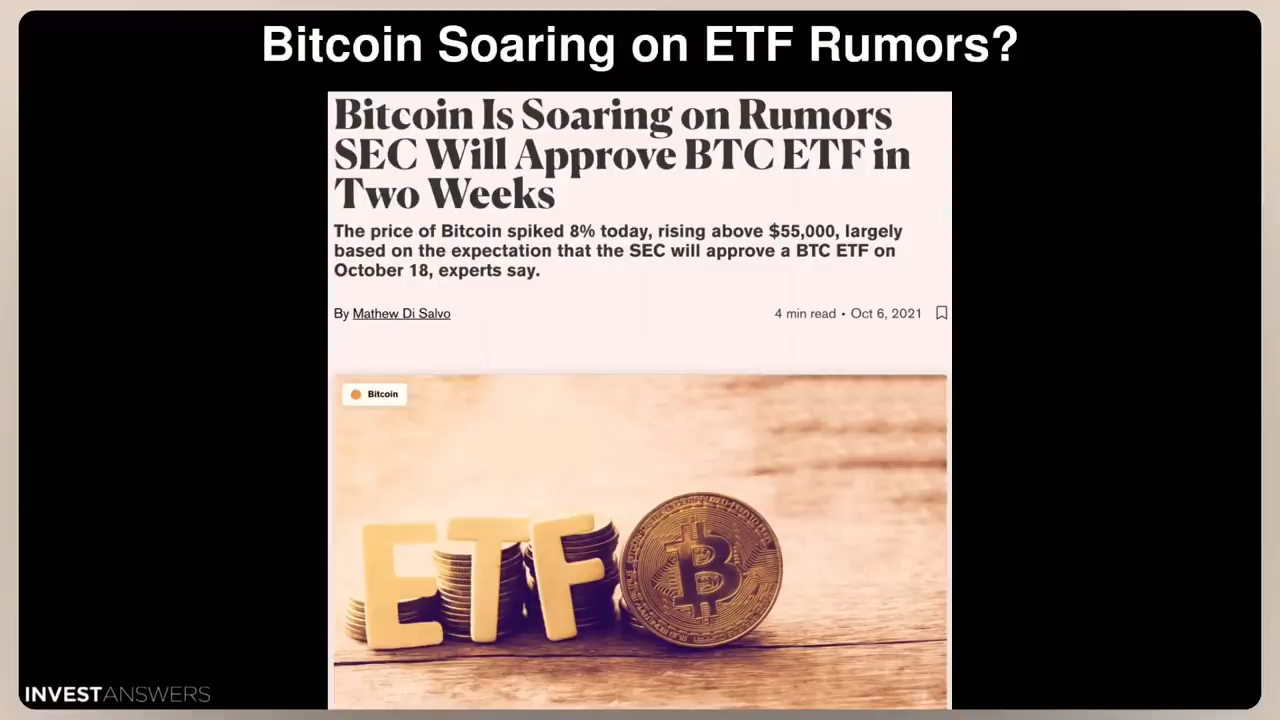 Bitcoin Soaring on ETF Rumors?
Bitcoin Is Soaring on Rumors
SEC Will Approve BTC ETF in
Two Weeks
The price of Bitcoin spiked 8% today, rising above $55,000, largely
based on the expectation that the SEC will approve a BTC ETF on
October 18, experts say.
By Mathew Di Salvo
4 min read • Oct 6, 2021
Bitcoin
ETF
INVESTANSWERS